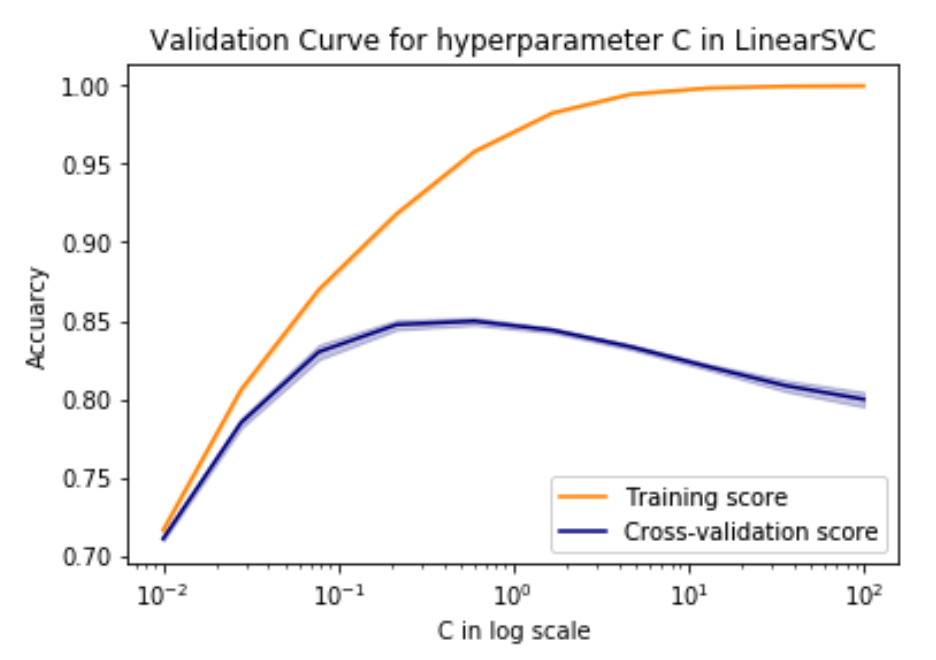 Validation Curve for hyperparameter C in LinearSVC
1.00
0.95
0.90
0.85
0.80
0.75
0.70
Accuarcy
Training score
Cross-validation score
10⁻² 10⁻¹ 10⁰ 10¹ 10²
C in log scale